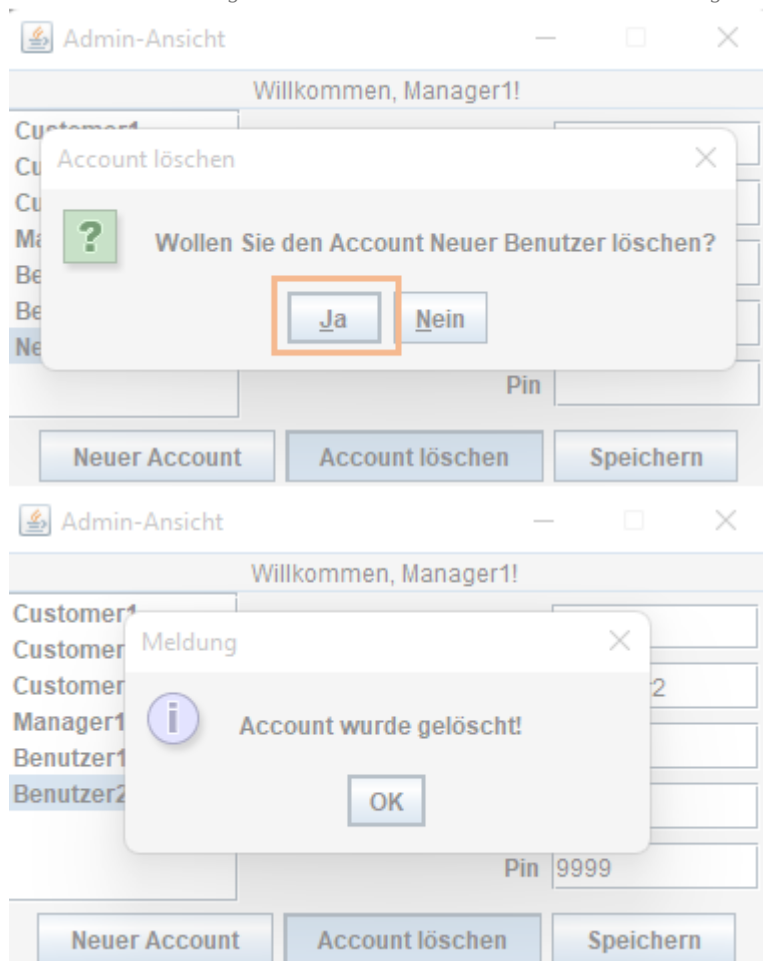 Admin-Ansicht
Willkommen, Manager1!
Account löschen
?
Wollen Sie den Account Neuer Benutzer löschen?
Ja Nein
Pin
Neuer Account Account löschen Speichern
Admin-Ansicht
Willkommen, Manager1!
Customer1
Customer
Customer
Manager1
Benutzer1
Benutzer2
Meldung
i
Account wurde gelöscht!
OK
Pin 9999
Neuer Account Account löschen Speichern